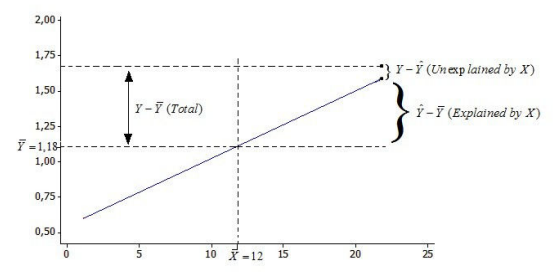 2,00
1,75
Y – Ŷ (Unexplained by X)
1,50
Y – Ȳ (Total)
Ŷ – Ȳ (Explained by X)
1,25
Ȳ = 1,18
1,00
0,75
0,50
0 5 10 X̄ = 12 15 20 25